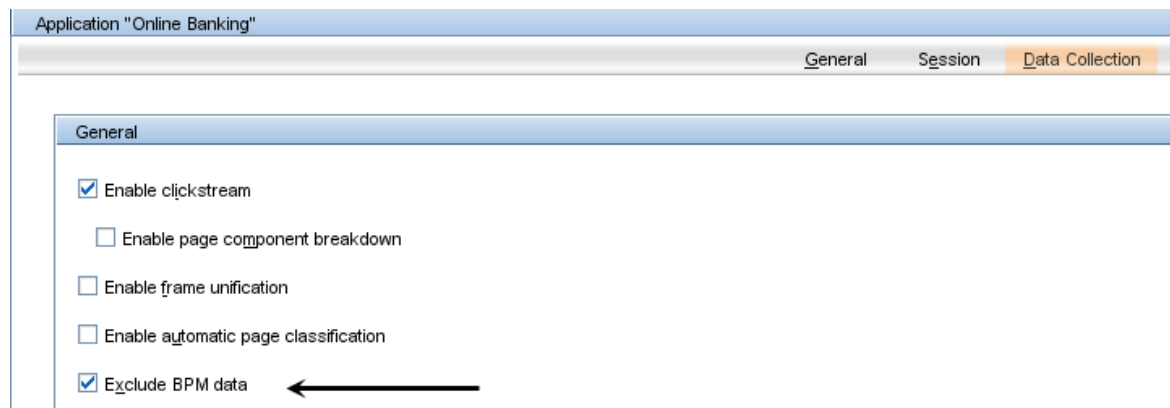 Application "Online Banking"
General Session Data Collection
General
Enable clickstream
Enable page component breakdown
Enable frame unification
Enable automatic page classification
Exclude BPM data